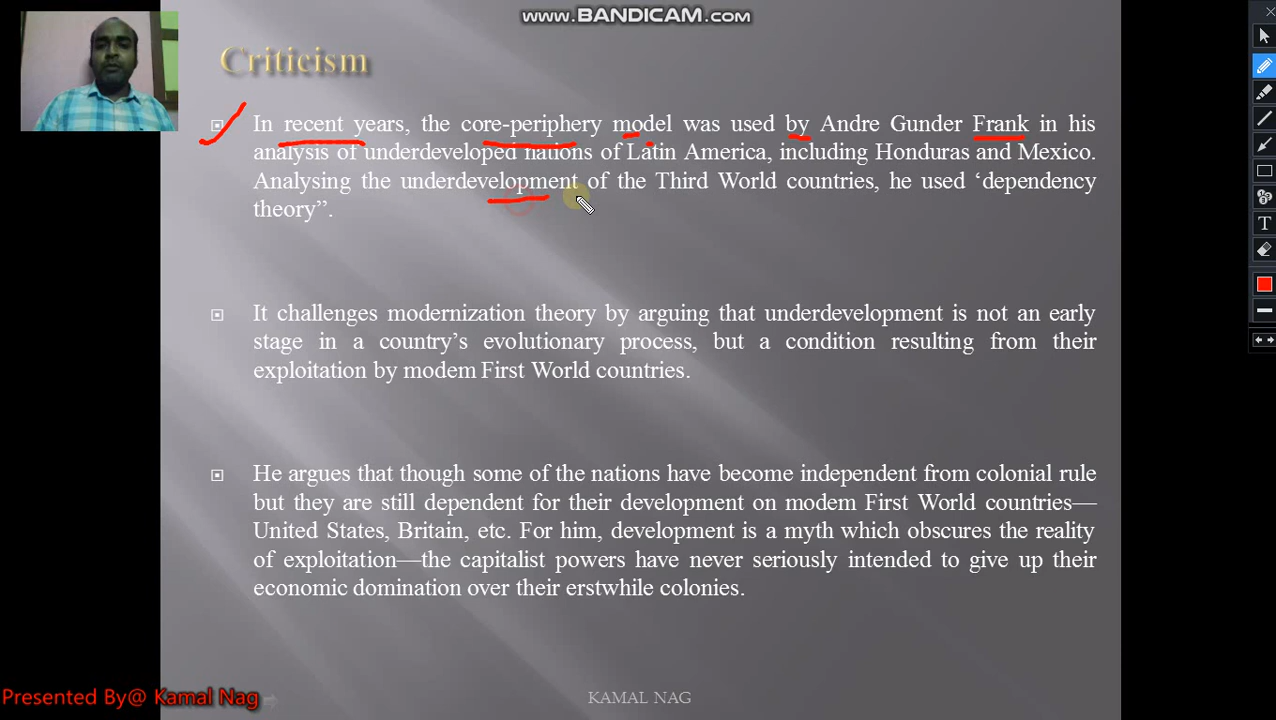 www.BANDICAM.com
Criticism
In recent years, the core-periphery model was used by Andre Gunder Frank in his
analysis of underdeveloped nations of Latin America, including Honduras and Mexico.
Analysing the underdevelopment of the Third World countries, he used ‘dependency
theory”.
It challenges modernization theory by arguing that underdevelopment is not an early
stage in a country’s evolutionary process, but a condition resulting from their
exploitation by modem First World countries.
He argues that though some of the nations have become independent from colonial rule
but they are still dependent for their development on modem First World countries—
United States, Britain, etc. For him, development is a myth which obscures the reality
of exploitation—the capitalist powers have never seriously intended to give up their
economic domination over their erstwhile colonies.
Presented By@ Kamal Nag
KAMAL NAG
T